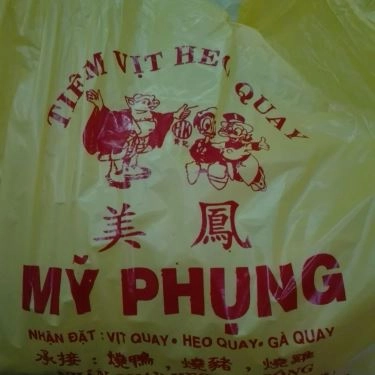 TIỆM VỊT HEO QUAY
美 鳳
MỸ PHỤNG
NHẬN ĐẶT : VỊT QUAY • HEO QUAY • GÀ QUAY
承接 : 燒鴨 , 燒豬 , 燒雞